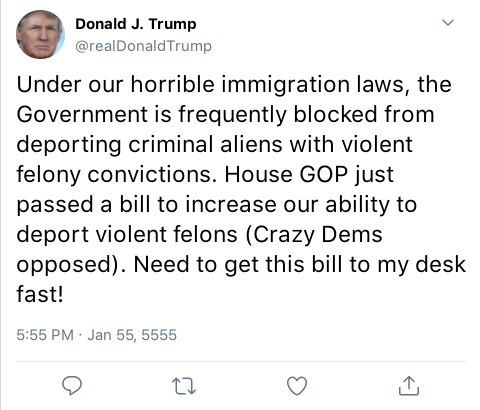 Donald J. Trump
@realDonaldTrump
Under our horrible immigration laws, the
Government is frequently blocked from
deporting criminal aliens with violent
felony convictions. House GOP just
passed a bill to increase our ability to
deport violent felons (Crazy Dems
opposed). Need to get this bill to my desk
fast!
5:55 PM · Jan 55, 5555